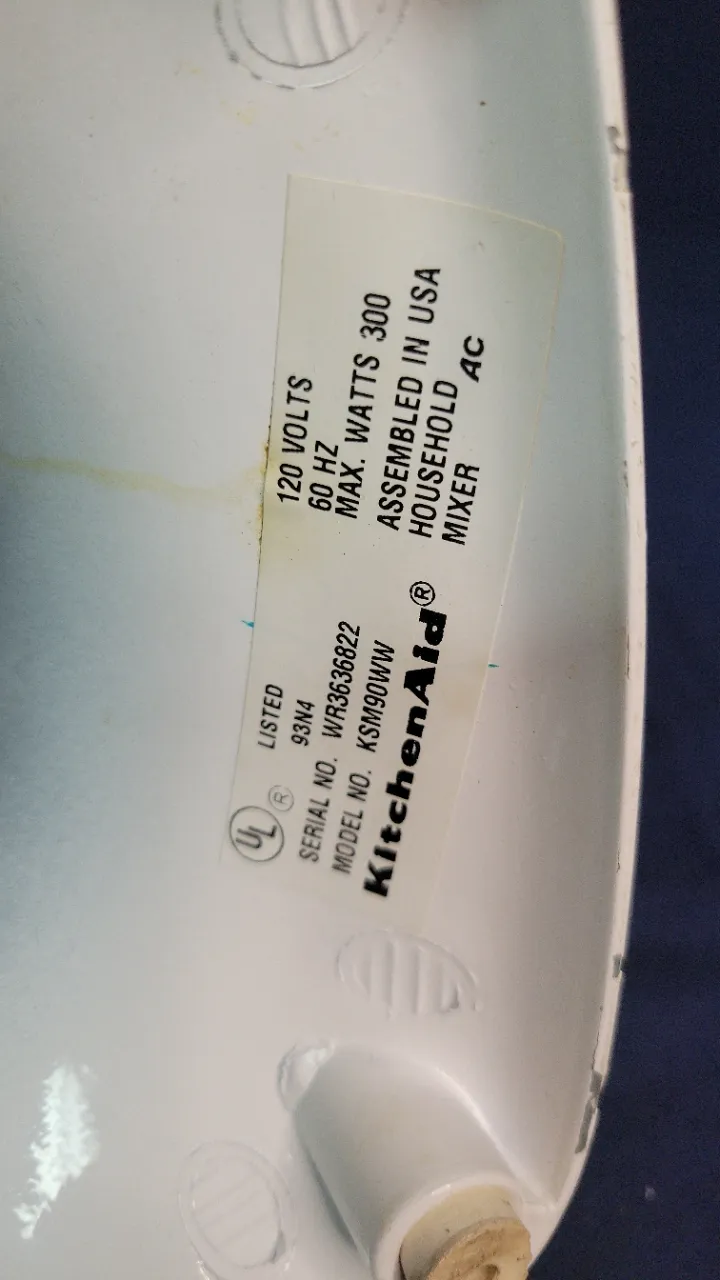 UL ® LISTED
93N4
SERIAL NO. WR3636822
MODEL NO. KSM90WW
KitchenAid®
120 VOLTS
60 HZ
MAX. WATTS 300
ASSEMBLED IN USA
HOUSEHOLD
MIXER AC